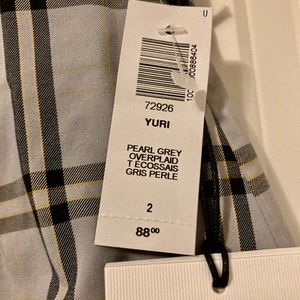 U
72926
YURI
PEARL GREY
OVERPLAID
T ECOSSAIS
GRIS PERLE
2
88.00